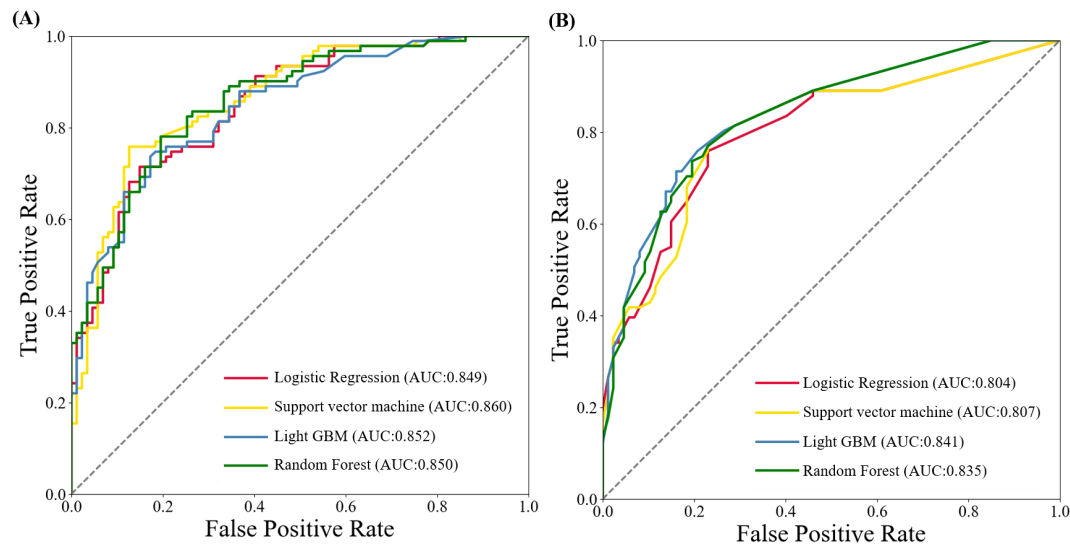 (A)
1.0
0.8
0.6
0.4
0.2
0.0
True Positive Rate
Logistic Regression (AUC:0.849)
Support vector machine (AUC:0.860)
Light GBM (AUC:0.852)
Random Forest (AUC:0.850)
0.0 0.2 0.4 0.6 0.8 1.0
False Positive Rate
(B)
1.0
0.8
0.6
0.4
0.2
0.0
True Positive Rate
Logistic Regression (AUC:0.804)
Support vector machine (AUC:0.807)
Light GBM (AUC:0.841)
Random Forest (AUC:0.835)
0.0 0.2 0.4 0.6 0.8 1.0
False Positive Rate